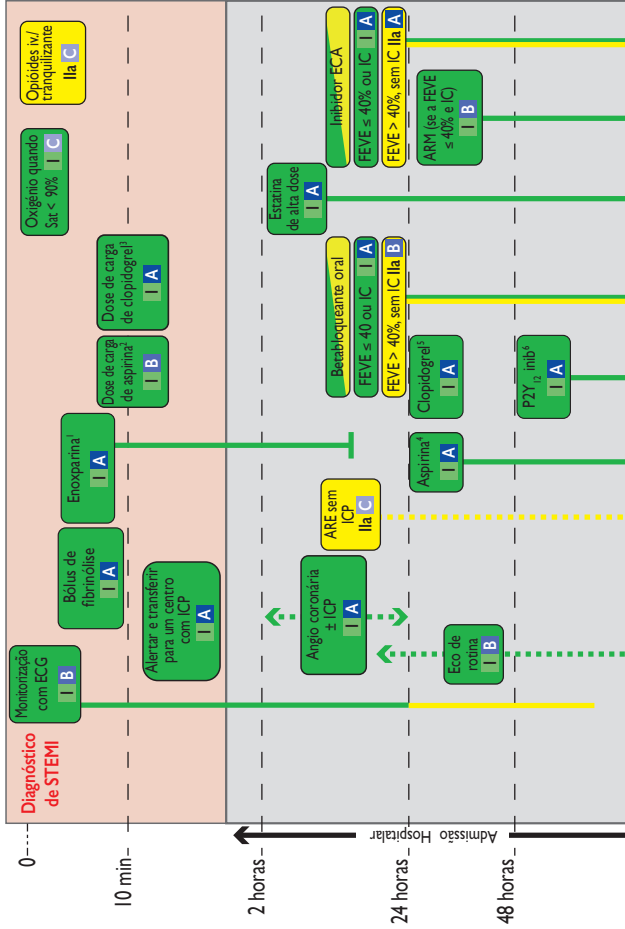 0
Diagnóstico
de STEMI
Monitorização
com ECG
I B
Oxigénio quando
Sat < 90% I C
Opióides iv./
tranquilizante
IIa C
Bólus de
fibrinólise
I A
Enoxparina¹
I A
10 min
Dose de carga
de aspirina²
I B
Dose de carga
de clopidogrel³
I A
Alertar e transferir
para um centro
com ICP
I A
Admissão Hospitalar
2 horas
Estatina
de alta dose
I A
Angio coronária
± ICP
I A
ARE sem
ICP
IIa C
Betabloqueante oral
FEVE ≤ 40 ou IC I A
FEVE > 40%, sem IC IIa B
Inibidor ECA
FEVE ≤ 40% ou IC I A
FEVE > 40%, sem IC IIa A
24 horas
Eco de
rotina
I B
Aspirina⁴
I A
Clopidogrel⁵
I A
ARM (se a FEVE
≤ 40% e IC)
I B
48 horas
P2Y₁₂ inib⁶
I A